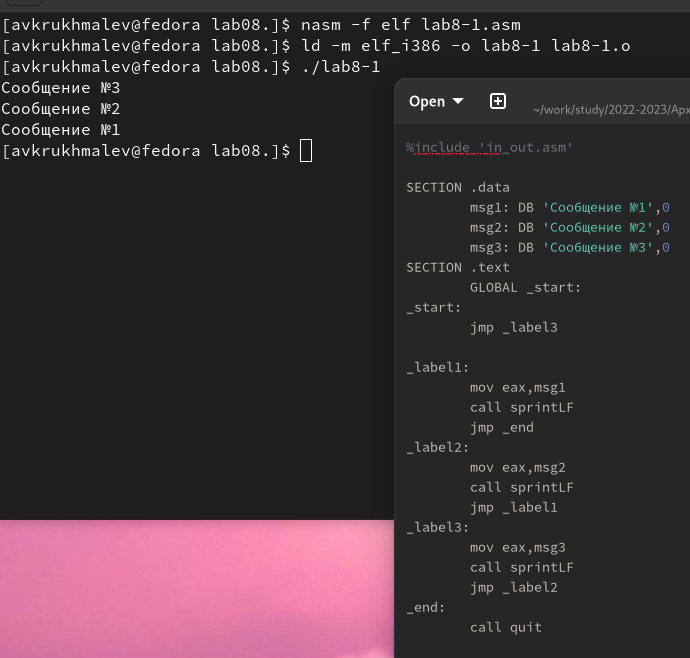 [avkrukhmalev@fedora lab08.]$ nasm -f elf lab8-1.asm
[avkrukhmalev@fedora lab08.]$ ld -m elf_i386 -o lab8-1 lab8-1.o
[avkrukhmalev@fedora lab08.]$ ./lab8-1
Сообщение №3
Сообщение №2
Сообщение №1
[avkrukhmalev@fedora lab08.]$
Open
~/work/study/2022-2023/Арх
%include 'in_out.asm'
SECTION .data
msg1: DB 'Сообщение №1',0
msg2: DB 'Сообщение №2',0
msg3: DB 'Сообщение №3',0
SECTION .text
GLOBAL _start:
_start:
jmp _label3
_label1:
mov eax,msg1
call sprintLF
jmp _end
_label2:
mov eax,msg2
call sprintLF
jmp _label1
_label3:
mov eax,msg3
call sprintLF
jmp _label2
_end:
call quit